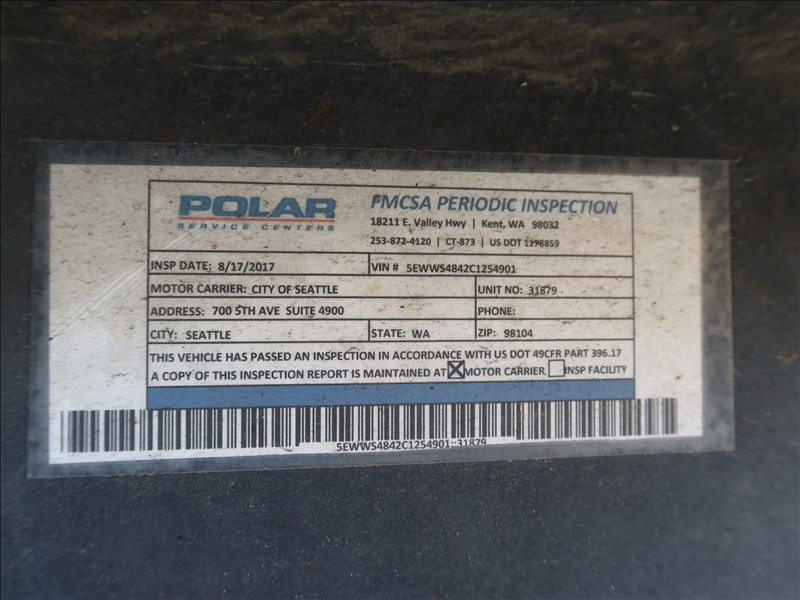 POLAR
SERVICE CENTERS
FMCSA PERIODIC INSPECTION
18211 E. Valley Hwy | Kent, WA 98032
253-872-4120 | CT-873 | US DOT 1198859
INSP DATE: 8/17/2017 VIN # 5EWWS4842C1254901
MOTOR CARRIER: CITY OF SEATTLE UNIT NO: 31879
ADDRESS: 700 5TH AVE SUITE 4900 PHONE:
CITY: SEATTLE STATE: WA ZIP: 98104
THIS VEHICLE HAS PASSED AN INSPECTION IN ACCORDANCE WITH US DOT 49CFR PART 396.17
A COPY OF THIS INSPECTION REPORT IS MAINTAINED AT MOTOR CARRIER INSP FACILITY
5EWWS4842C1254901::31879